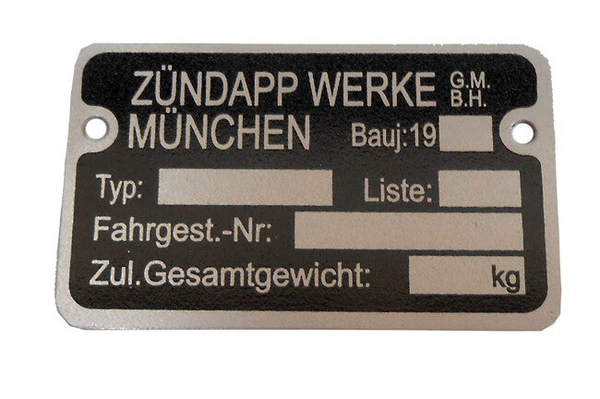 ZÜNDAPP WERKE G.M.B.H.
MÜNCHEN Bauj:19
Typ: Liste:
Fahrgest.-Nr:
Zul.Gesamtgewicht: kg